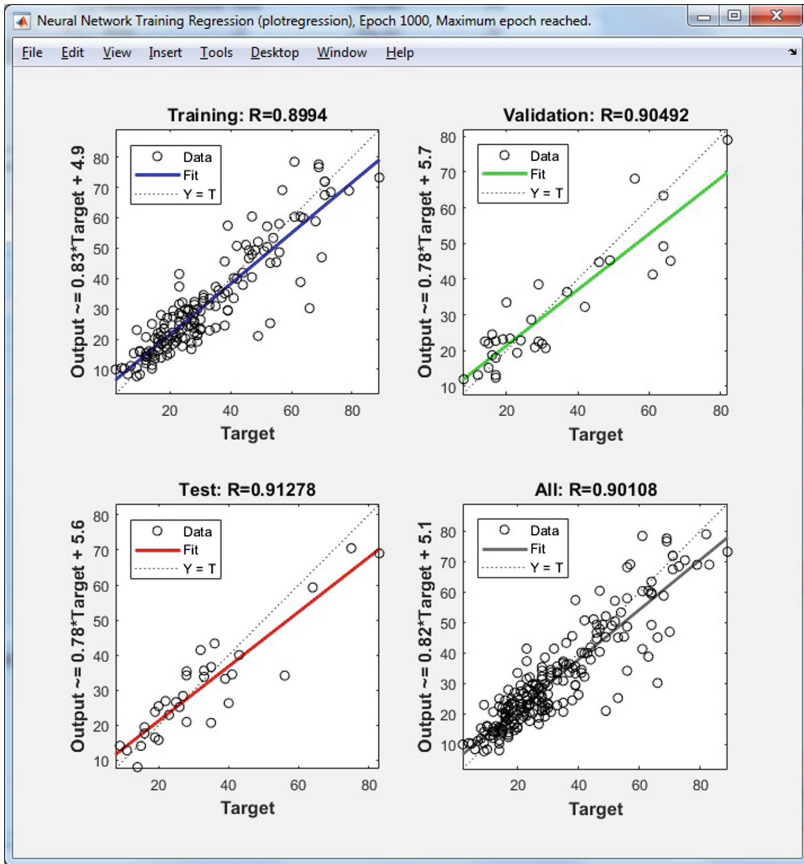 Neural Network Training Regression (plotregression), Epoch 1000, Maximum epoch reached.
File Edit View Insert Tools Desktop Window Help
Training: R=0.8994
Output ~= 0.83*Target + 4.9
80
70
60
50
40
30
20
10
Data
Fit
Y = T
20 40 60 80
Target
Validation: R=0.90492
Output ~= 0.78*Target + 5.7
80
70
60
50
40
30
20
10
Data
Fit
Y = T
20 40 60 80
Target
Test: R=0.91278
Output ~= 0.78*Target + 5.6
80
70
60
50
40
30
20
10
Data
Fit
Y = T
20 40 60 80
Target
All: R=0.90108
Output ~= 0.82*Target + 5.1
80
70
60
50
40
30
20
10
Data
Fit
Y = T
20 40 60 80
Target